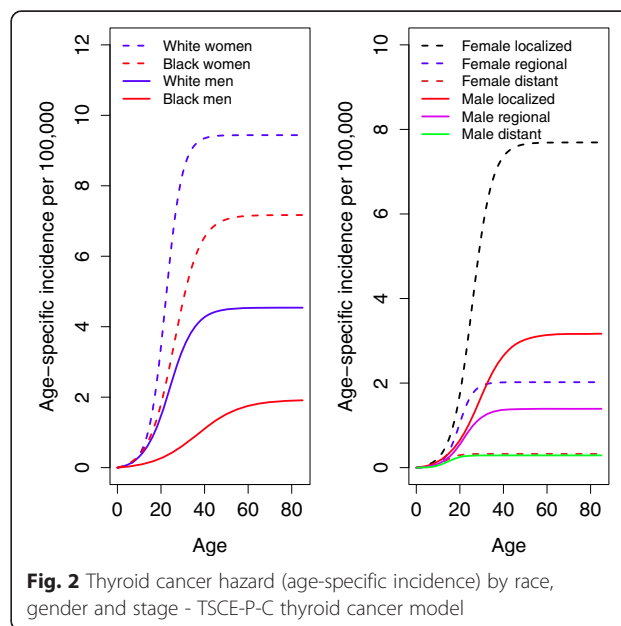 White women
Black women
White men
Black men
Age-specific incidence per 100,000
12
10
8
6
4
2
0
0 20 40 60 80
Age
Female localized
Female regional
Female distant
Male localized
Male regional
Male distant
Age-specific incidence per 100,000
10
8
6
4
2
0
0 20 40 60 80
Age
Fig. 2 Thyroid cancer hazard (age-specific incidence) by race,
gender and stage - TSCE-P-C thyroid cancer model